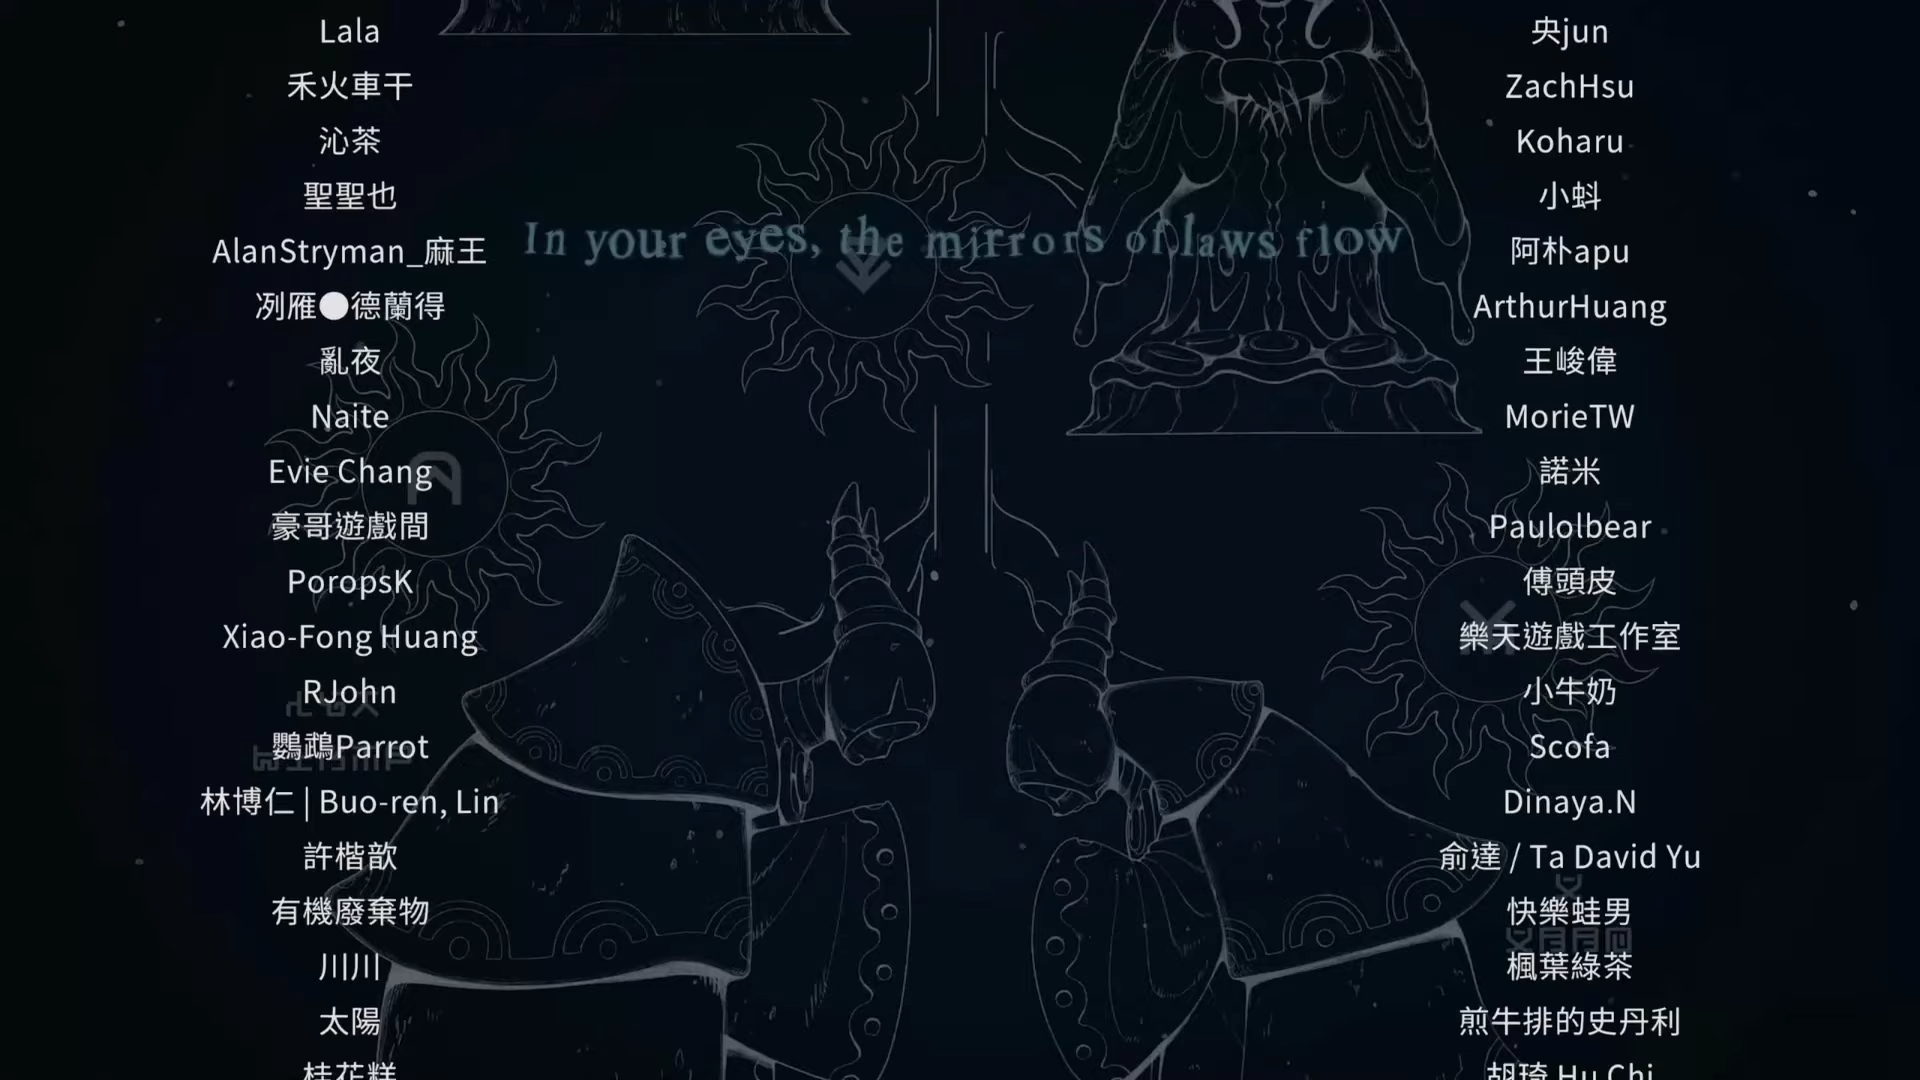 Lala
禾火車干
沁茶
聖聖也
AlanStryman_麻王
冽雁●德蘭得
亂夜
Naite
Evie Chang
豪哥遊戲間
PoropsK
Xiao-Fong Huang
RJohn
鸚鵡Parrot
林博仁 | Buo-ren, Lin
許楷歆
有機廢棄物
川川
太陽
桂花糕
In your eyes, the mirrors of laws flow
央jun
ZachHsu
Koharu
小蚪
阿朴apu
ArthurHuang
王峻偉
MorieTW
諾米
Paulolbear
傅頭皮
樂天遊戲工作室
小牛奶
Scofa
Dinaya.N
俞達 / Ta David Yu
快樂蛙男
楓葉綠茶
煎牛排的史丹利
胡琦 Hu Chi